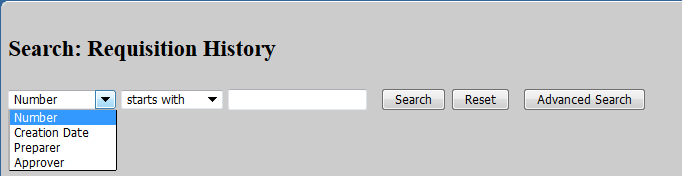 Search: Requisition History
Number starts with Search Reset Advanced Search
Number
Creation Date
Preparer
Approver